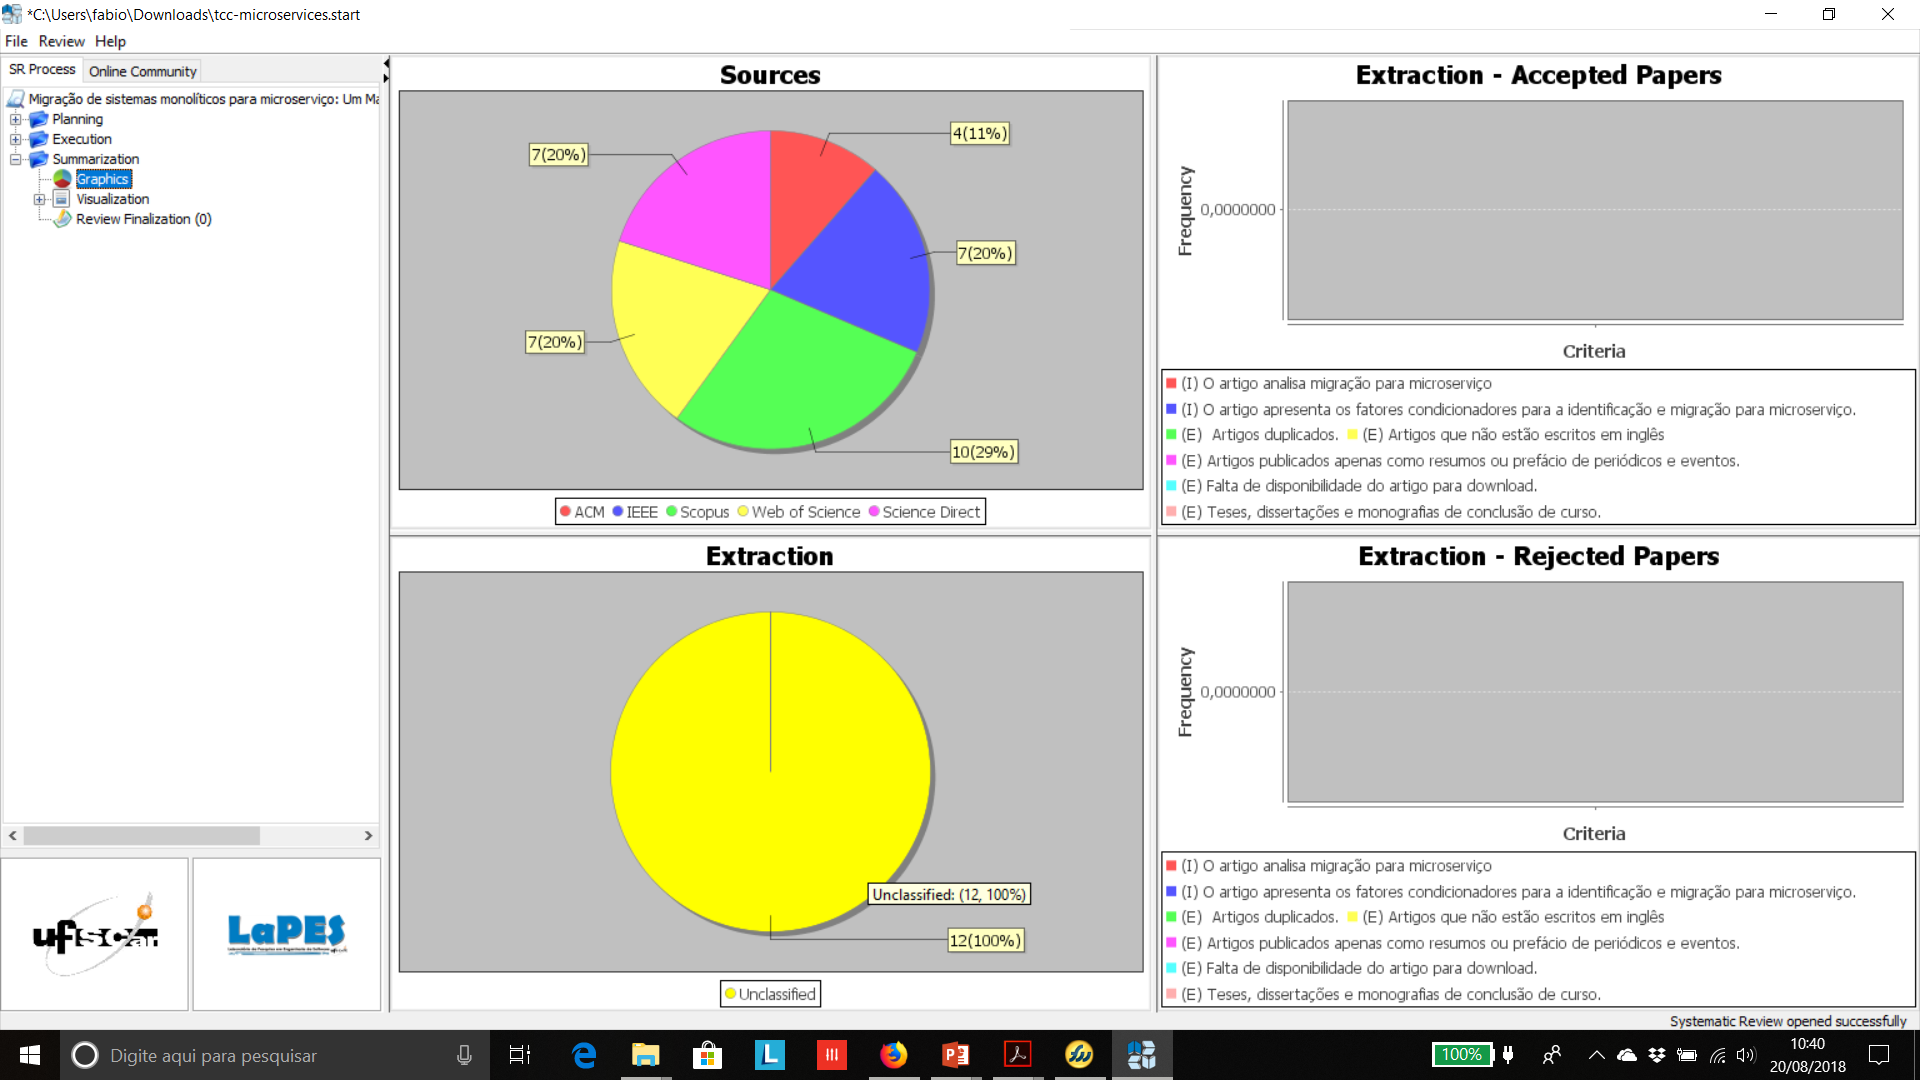 *C:\Users\fabio\Downloads\tcc-microservices.start
File Review Help
SR Process Online Community
Migração de sistemas monolíticos para microserviço: Um Ma
Planning
Execution
Summarization
Graphics
Visualization
Review Finalization (0)
ufscar
LaPES
Sources
4(11%)
7(20%)
7(20%)
7(20%)
10(29%)
ACM IEEE Scopus Web of Science Science Direct
Extraction - Accepted Papers
Frequency
0,0000000
Criteria
(I) O artigo analisa migração para microserviço
(I) O artigo apresenta os fatores condicionadores para a identificação e migração para microserviço.
(E) Artigos duplicados. (E) Artigos que não estão escritos em inglês
(E) Artigos publicados apenas como resumos ou prefácio de periódicos e eventos.
(E) Falta de disponibilidade do artigo para download.
(E) Teses, dissertações e monografias de conclusão de curso.
Extraction
Unclassified: (12, 100%)
12(100%)
Unclassified
Extraction - Rejected Papers
Frequency
0,0000000
Criteria
(I) O artigo analisa migração para microserviço
(I) O artigo apresenta os fatores condicionadores para a identificação e migração para microserviço.
(E) Artigos duplicados. (E) Artigos que não estão escritos em inglês
(E) Artigos publicados apenas como resumos ou prefácio de periódicos e eventos.
(E) Falta de disponibilidade do artigo para download.
(E) Teses, dissertações e monografias de conclusão de curso.
Systematic Review opened successfully
Digite aqui para pesquisar
100%
10:40
20/08/2018